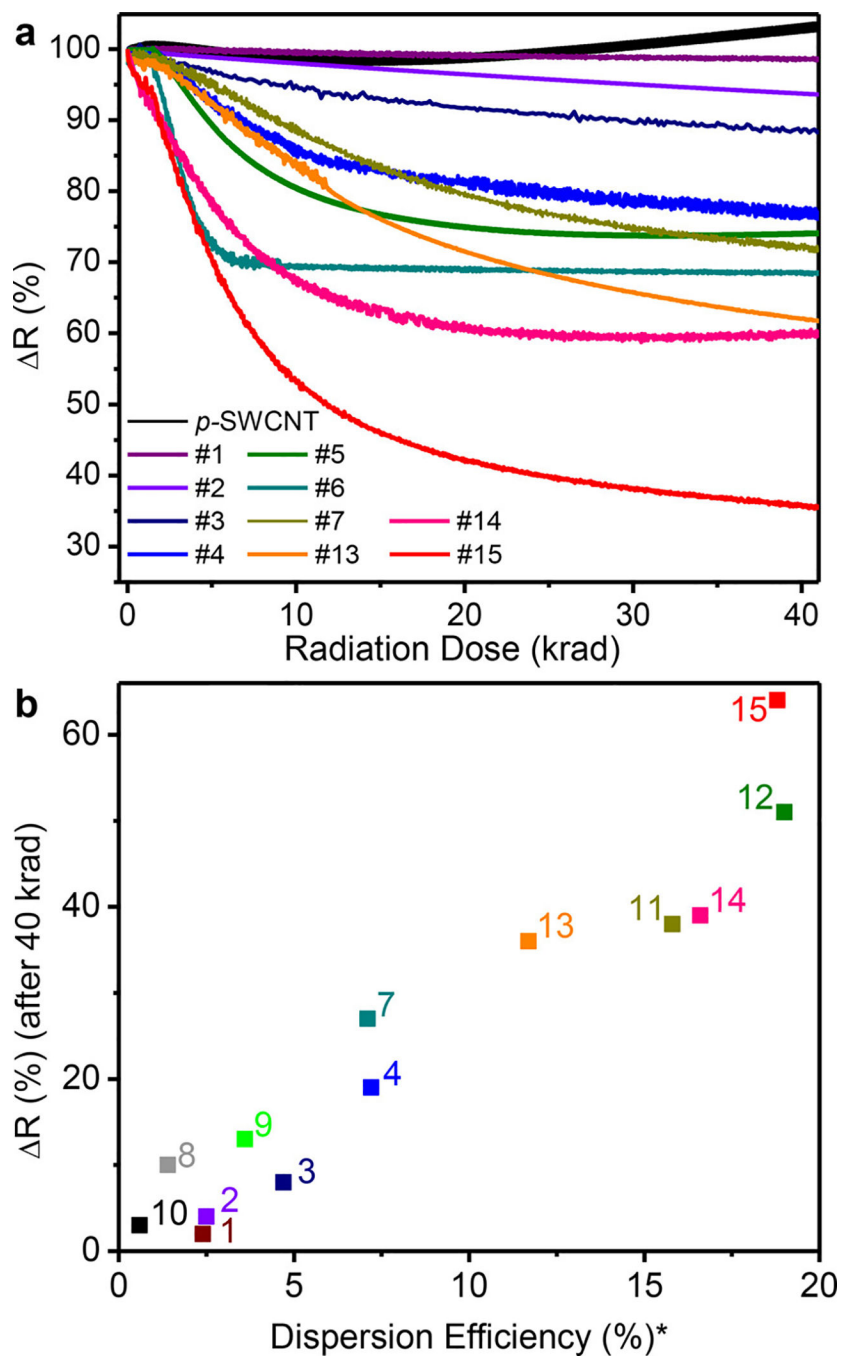 a
100
90
80
70
60
50
40
30
ΔR (%)
p-SWCNT
#1 #5
#2 #6
#3 #7 #14
#4 #13 #15
0 10 20 30 40
Radiation Dose (krad)
b
60
40
20
0
ΔR (%) (after 40 krad)
15
12
11 14
13
7
4
9
8 3
10 2
1
0 5 10 15 20
Dispersion Efficiency (%)*